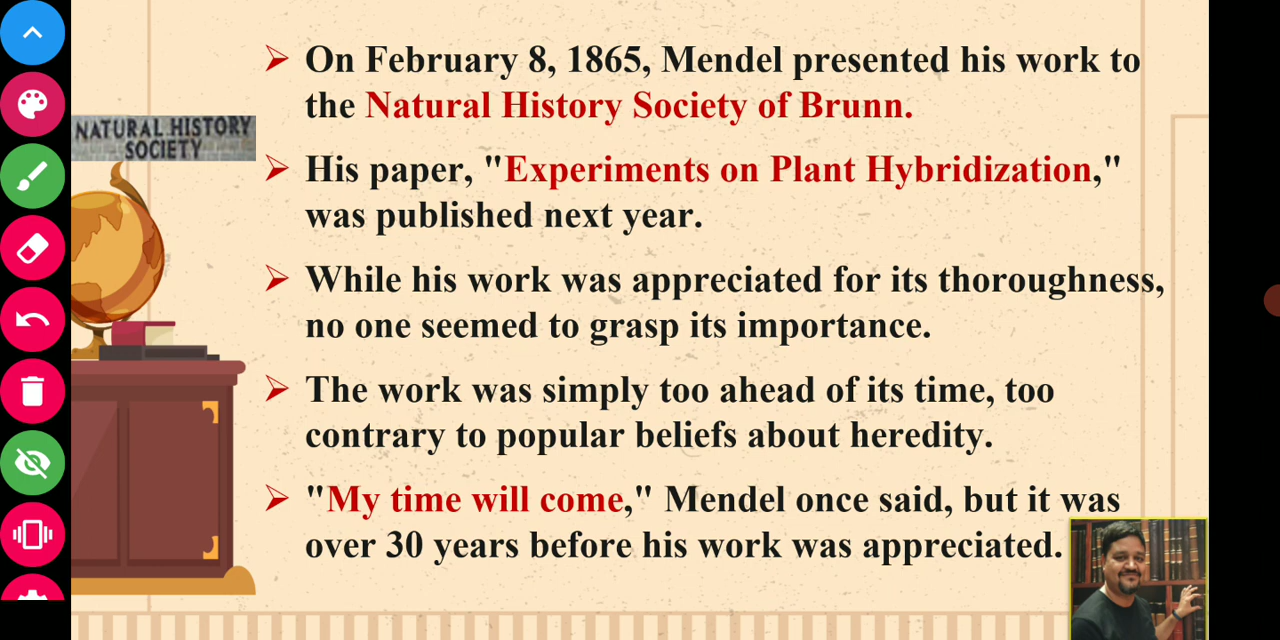 On February 8, 1865, Mendel presented his work to
the Natural History Society of Brunn.
NATURAL HISTORY
SOCIETY
His paper, "Experiments on Plant Hybridization,"
was published next year.
While his work was appreciated for its thoroughness,
no one seemed to grasp its importance.
The work was simply too ahead of its time, too
contrary to popular beliefs about heredity.
"My time will come," Mendel once said, but it was
over 30 years before his work was appreciated.